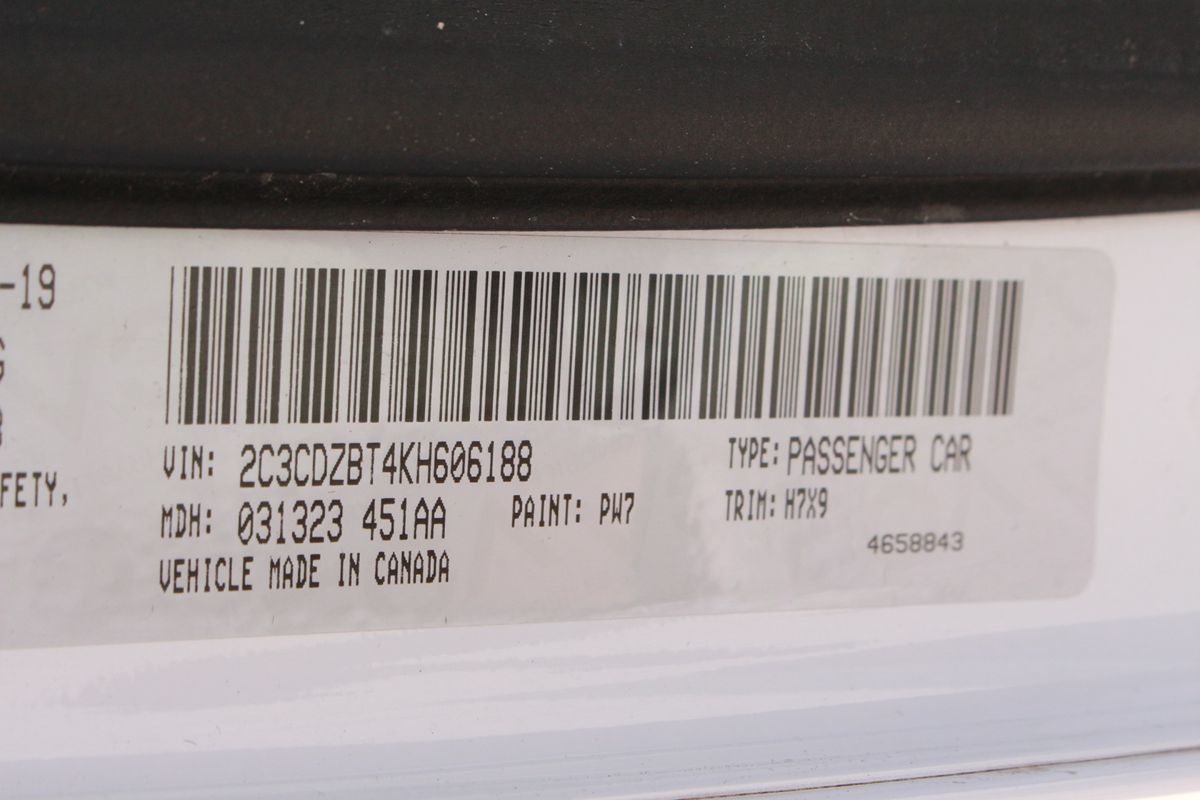 -19
FETY,
VIN: 2C3CDZBT4KH606188 TYPE: PASSENGER CAR
MDH: 031323 451AA PAINT: PW7 TRIM: H7X9
VEHICLE MADE IN CANADA 4658843